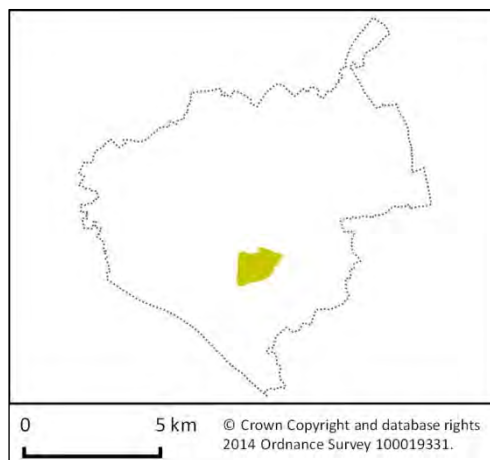 0 5 km
© Crown Copyright and database rights
2014 Ordnance Survey 100019331.